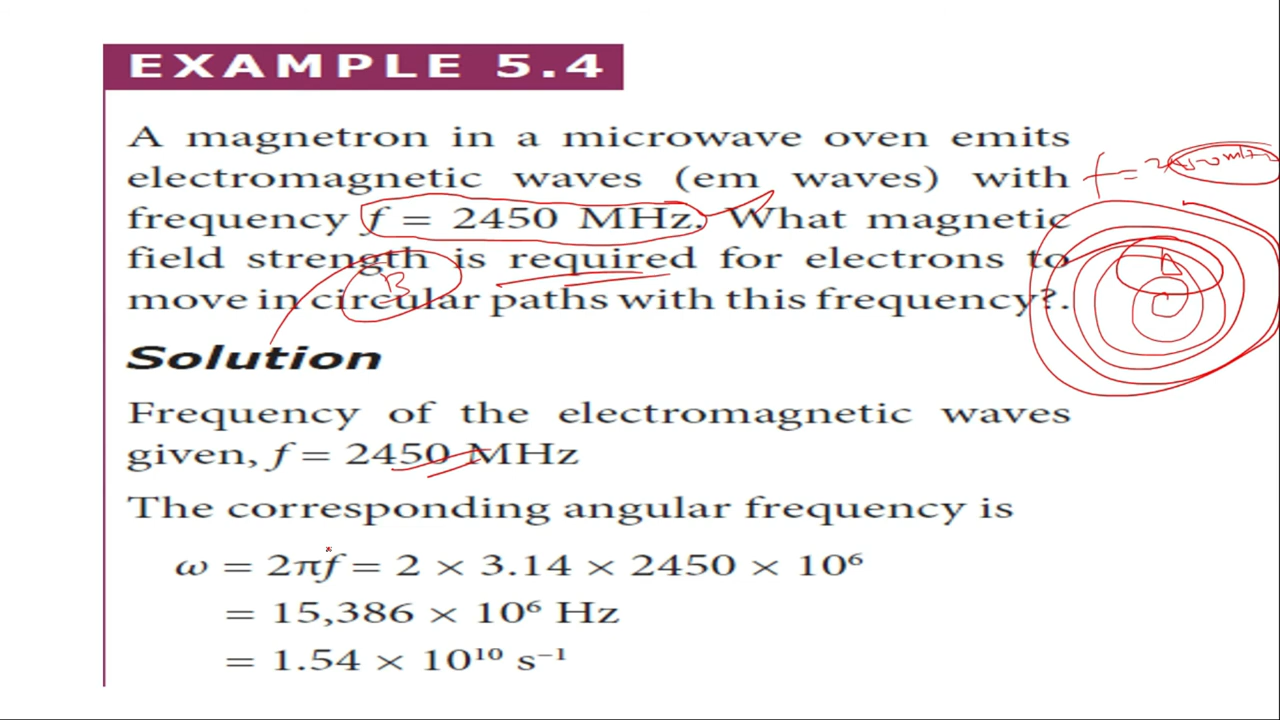 EXAMPLE 5.4
A magnetron in a microwave oven emits
electromagnetic waves (em waves) with
frequency f = 2450 MHz. What magnetic
field strength is required for electrons to
move in circular paths with this frequency?.
f = 2450 MHz
B
Solution
Frequency of the electromagnetic waves
given, f = 2450 MHz
The corresponding angular frequency is
ω = 2πf = 2 × 3.14 × 2450 × 10⁶
= 15,386 × 10⁶ Hz
= 1.54 × 10¹⁰ s⁻¹